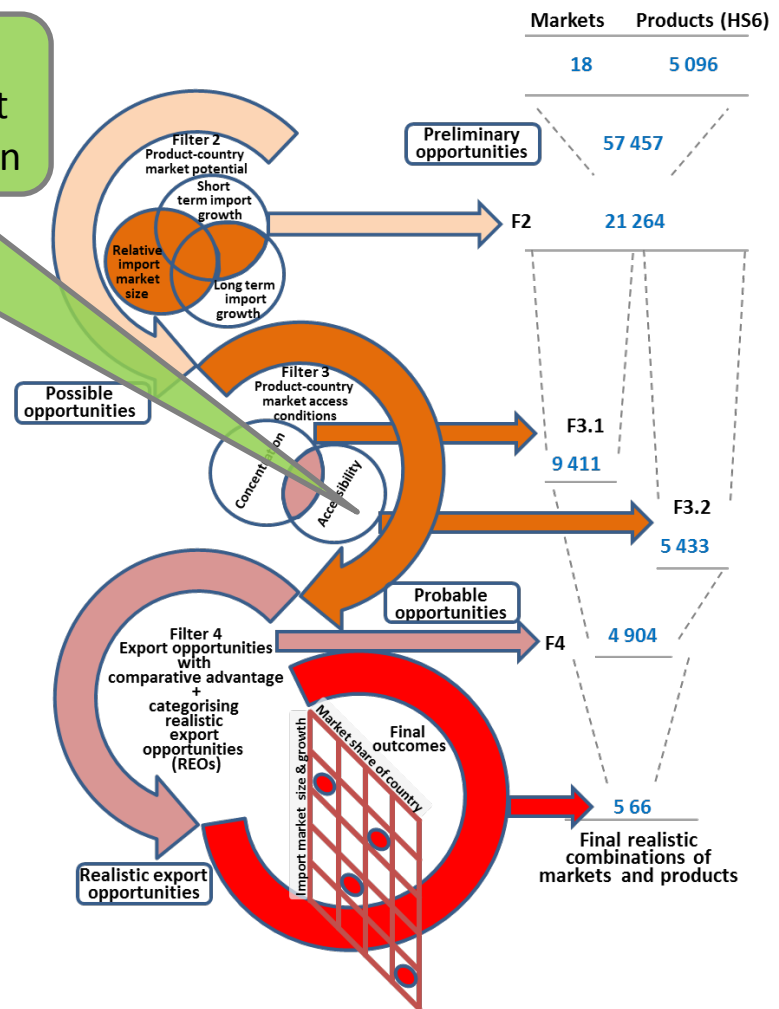 t
n
Markets Products (HS6)
18 5 096
Preliminary
opportunities
57 457
Filter 2
Product-country
market potential
Short
term import
growth
Relative
import
market
size
Long term
import
growth
F2
21 264
Possible
opportunities
Filter 3
Product-country
market access
conditions
Concentration
Accessibility
F3.1
9 411
F3.2
5 433
Probable
opportunities
F4
4 904
Filter 4
Export opportunities
with
comparative advantage
+
categorising
realistic
export
opportunities
(REOs)
Import market size & growth
Market share of country
Final
outcomes
5 66
Final realistic
combinations of
markets and products
Realistic export
opportunities